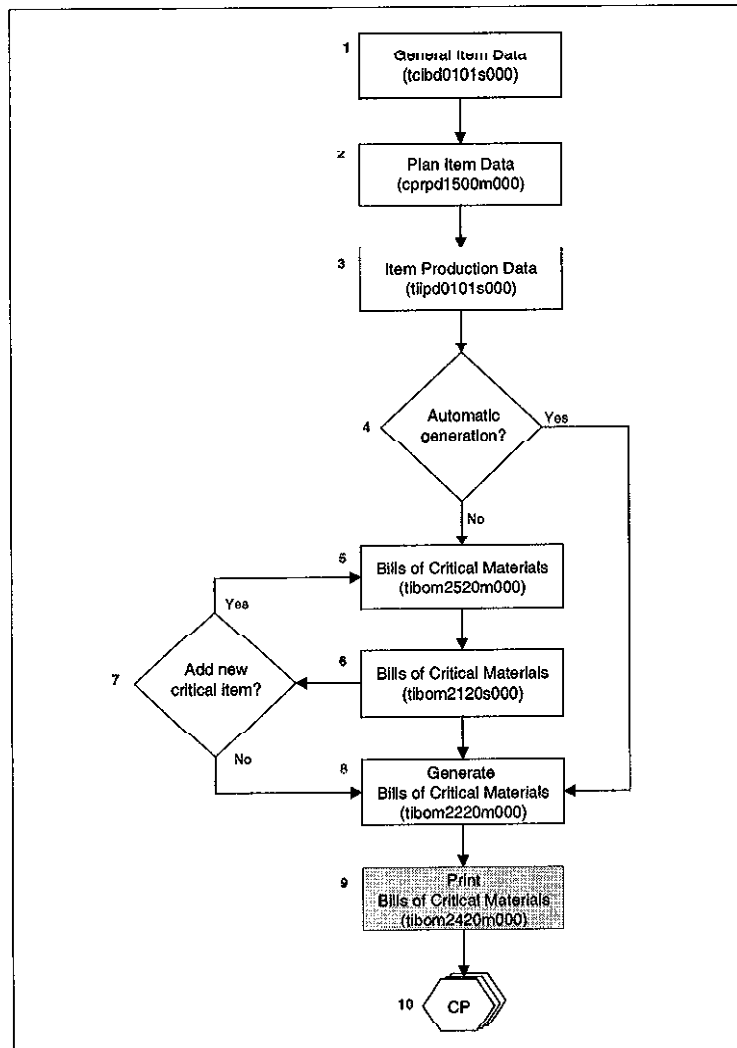 1
General Item Data
(tcibd0101s000)
2
Plan Item Data
(cprpd1500m000)
3
Item Production Data
(tiipd0101s000)
4
Automatic
generation?
Yes
No
5
Bills of Critical Materials
(tibom2520m000)
Yes
6
Bills of Critical Materials
(tibom2120s000)
7
Add new
critical item?
No
8
Generate
Bills of Critical Materials
(tibom2220m000)
9
Print
Bills of Critical Materials
(tibom2420m000)
10
CP